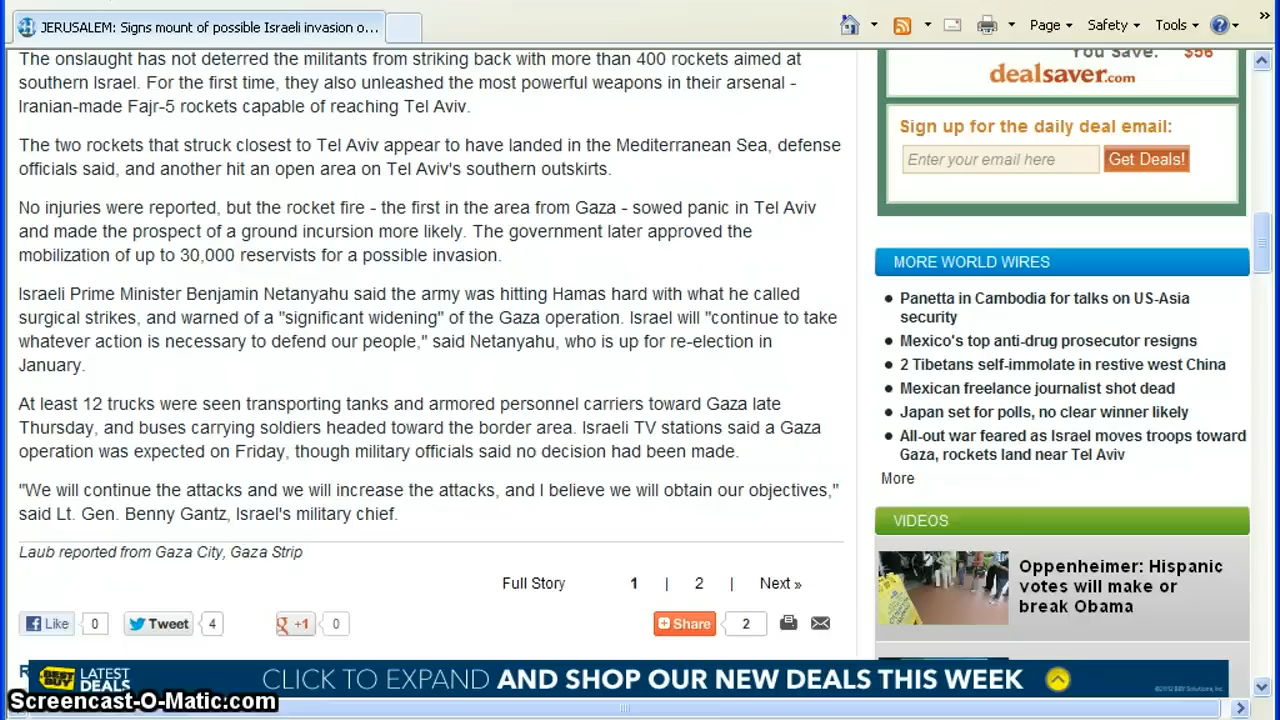 JERUSALEM: Signs mount of possible Israeli invasion o...
Page
Safety
Tools
»
The onslaught has not deterred the militants from striking back with more than 400 rockets aimed at
southern Israel. For the first time, they also unleashed the most powerful weapons in their arsenal -
Iranian-made Fajr-5 rockets capable of reaching Tel Aviv.
The two rockets that struck closest to Tel Aviv appear to have landed in the Mediterranean Sea, defense
officials said, and another hit an open area on Tel Aviv's southern outskirts.
No injuries were reported, but the rocket fire - the first in the area from Gaza - sowed panic in Tel Aviv
and made the prospect of a ground incursion more likely. The government later approved the
mobilization of up to 30,000 reservists for a possible invasion.
Israeli Prime Minister Benjamin Netanyahu said the army was hitting Hamas hard with what he called
surgical strikes, and warned of a "significant widening" of the Gaza operation. Israel will "continue to take
whatever action is necessary to defend our people," said Netanyahu, who is up for re-election in
January.
At least 12 trucks were seen transporting tanks and armored personnel carriers toward Gaza late
Thursday, and buses carrying soldiers headed toward the border area. Israeli TV stations said a Gaza
operation was expected on Friday, though military officials said no decision had been made.
"We will continue the attacks and we will increase the attacks, and I believe we will obtain our objectives,"
said Lt. Gen. Benny Gantz, Israel's military chief.
Laub reported from Gaza City, Gaza Strip
Full Story 1 | 2 | Next »
Like 0 Tweet 4 +1 0 Share 2
You Save: $56
dealsaver.com
Sign up for the daily deal email:
Enter your email here Get Deals!
MORE WORLD WIRES
Panetta in Cambodia for talks on US-Asia
security
Mexico's top anti-drug prosecutor resigns
2 Tibetans self-immolate in restive west China
Mexican freelance journalist shot dead
Japan set for polls, no clear winner likely
All-out war feared as Israel moves troops toward
Gaza, rockets land near Tel Aviv
More
VIDEOS
Oppenheimer: Hispanic
votes will make or
break Obama
BEST BUY LATEST DEALS CLICK TO EXPAND AND SHOP OUR NEW DEALS THIS WEEK
Screencast-O-Matic.com